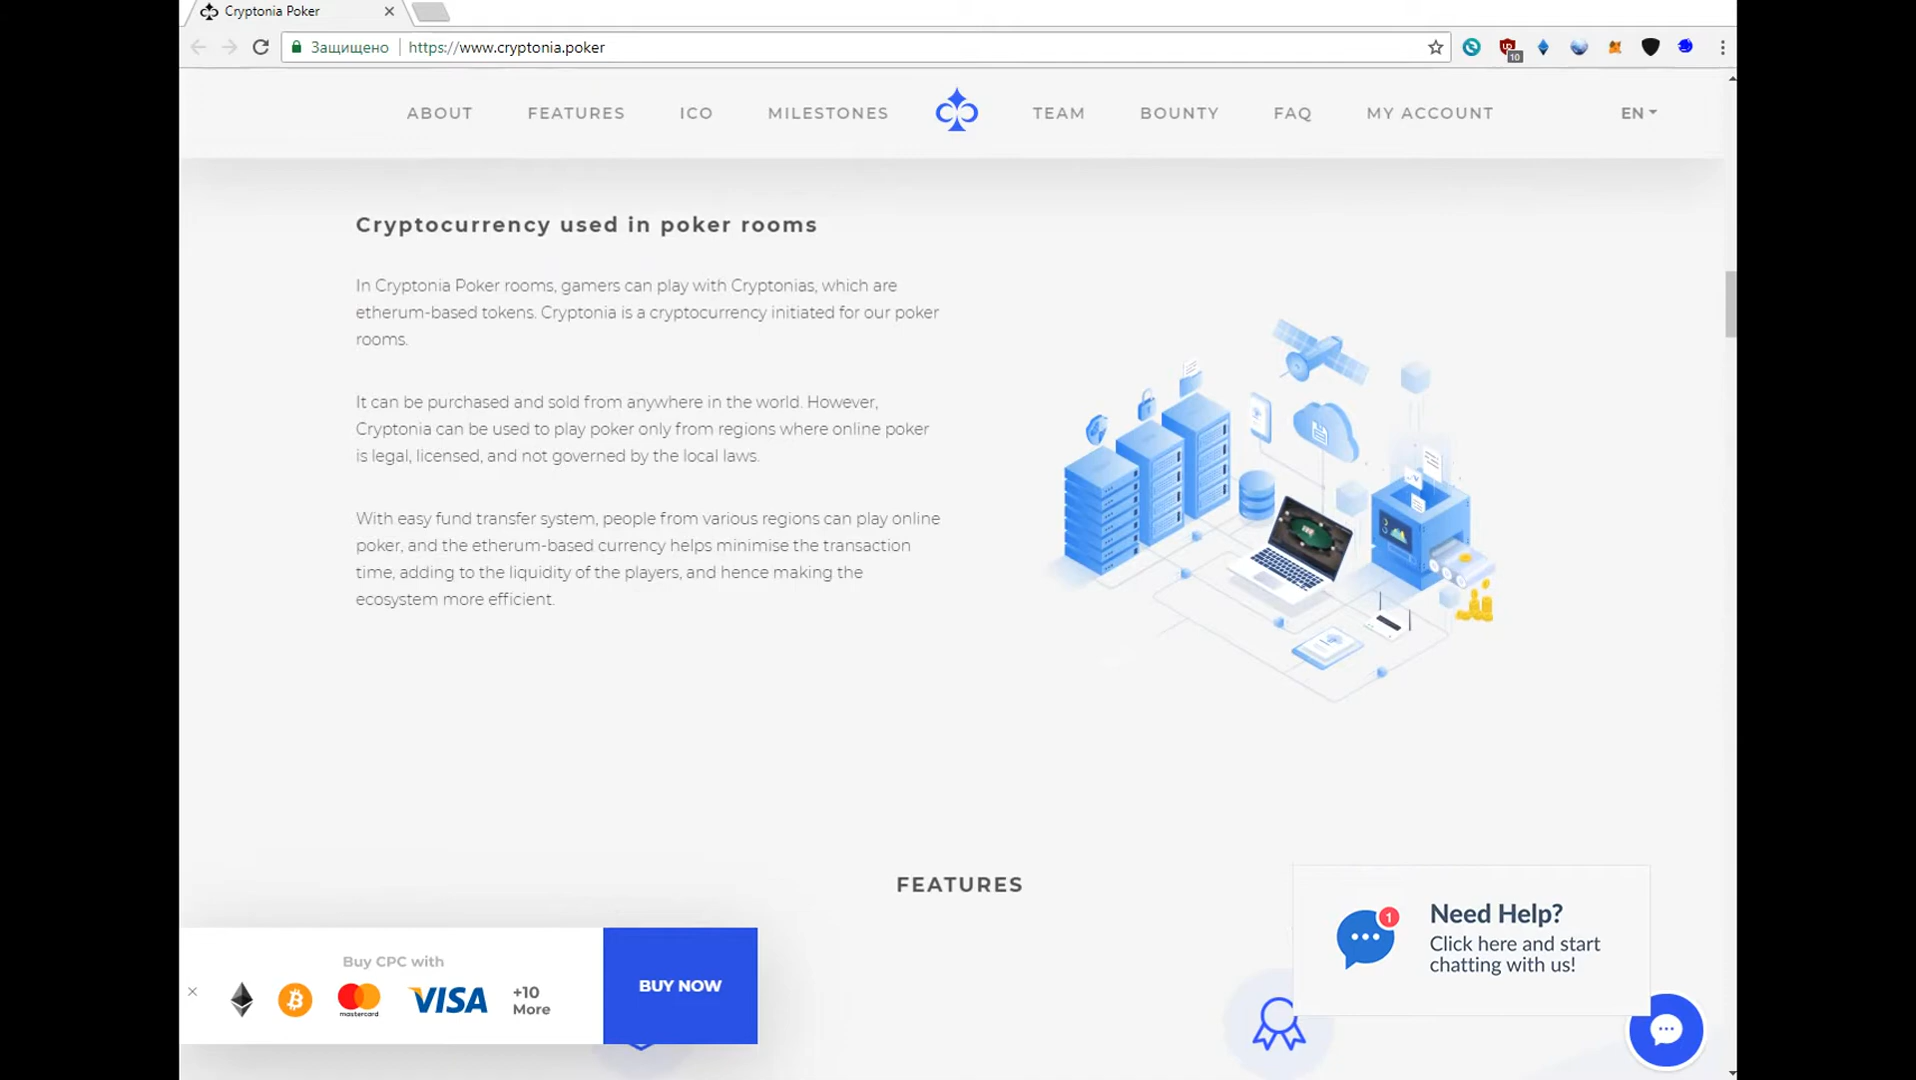 Cryptonia Poker
Защищено
https://www.cryptonia.poker
10
ABOUT FEATURES ICO MILESTONES TEAM BOUNTY FAQ MY ACCOUNT EN
Cryptocurrency used in poker rooms
In Cryptonia Poker rooms, gamers can play with Cryptonias, which are
etherum-based tokens. Cryptonia is a cryptocurrency initiated for our poker
rooms.
It can be purchased and sold from anywhere in the world. However,
Cryptonia can be used to play poker only from regions where online poker
is legal, licensed, and not governed by the local laws.
With easy fund transfer system, people from various regions can play online
poker, and the etherum-based currency helps minimise the transaction
time, adding to the liquidity of the players, and hence making the
ecosystem more efficient.
FEATURES
Buy CPC with
mastercard
VISA
+10
More
BUY NOW
1
Need Help?
Click here and start
chatting with us!